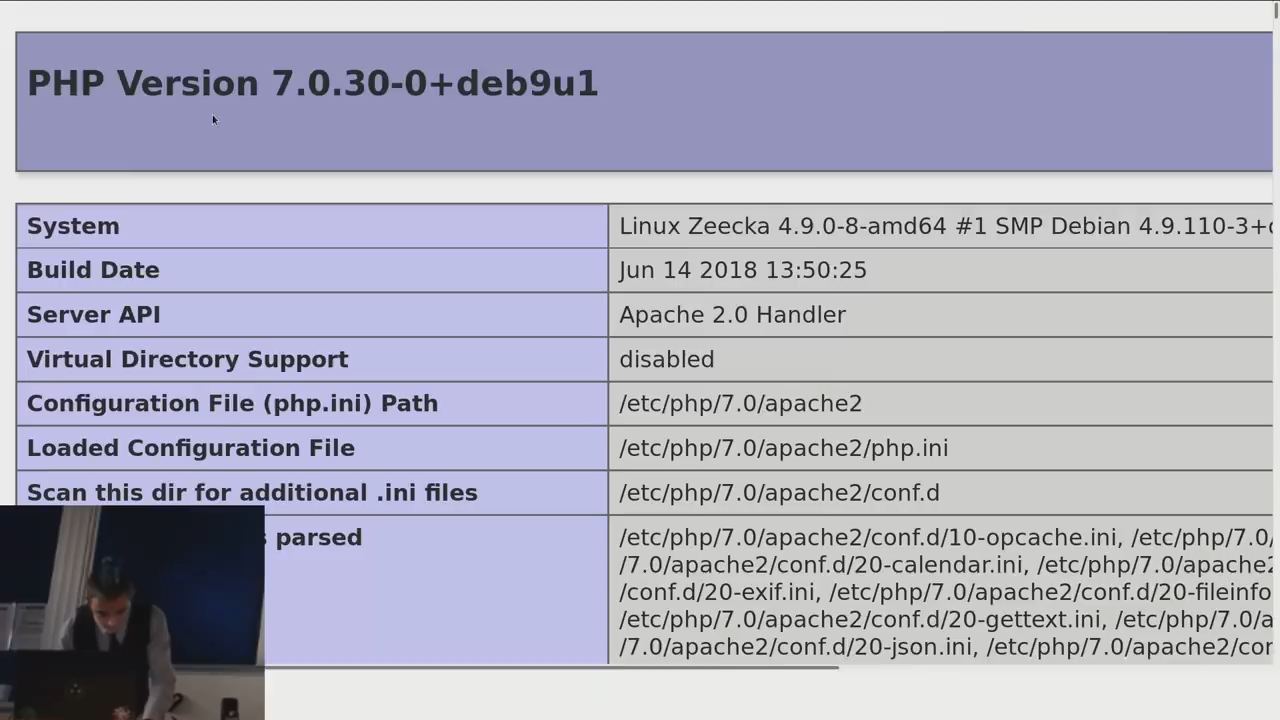 PHP Version 7.0.30-0+deb9u1
System Linux Zeecka 4.9.0-8-amd64 #1 SMP Debian 4.9.110-3+
Build Date Jun 14 2018 13:50:25
Server API Apache 2.0 Handler
Virtual Directory Support disabled
Configuration File (php.ini) Path /etc/php/7.0/apache2
Loaded Configuration File /etc/php/7.0/apache2/php.ini
Scan this dir for additional .ini files /etc/php/7.0/apache2/conf.d
parsed /etc/php/7.0/apache2/conf.d/10-opcache.ini, /etc/php/7.0/
/7.0/apache2/conf.d/20-calendar.ini, /etc/php/7.0/apache2
/conf.d/20-exif.ini, /etc/php/7.0/apache2/conf.d/20-fileinfo
/etc/php/7.0/apache2/conf.d/20-gettext.ini, /etc/php/7.0/a
/7.0/apache2/conf.d/20-json.ini, /etc/php/7.0/apache2/cor